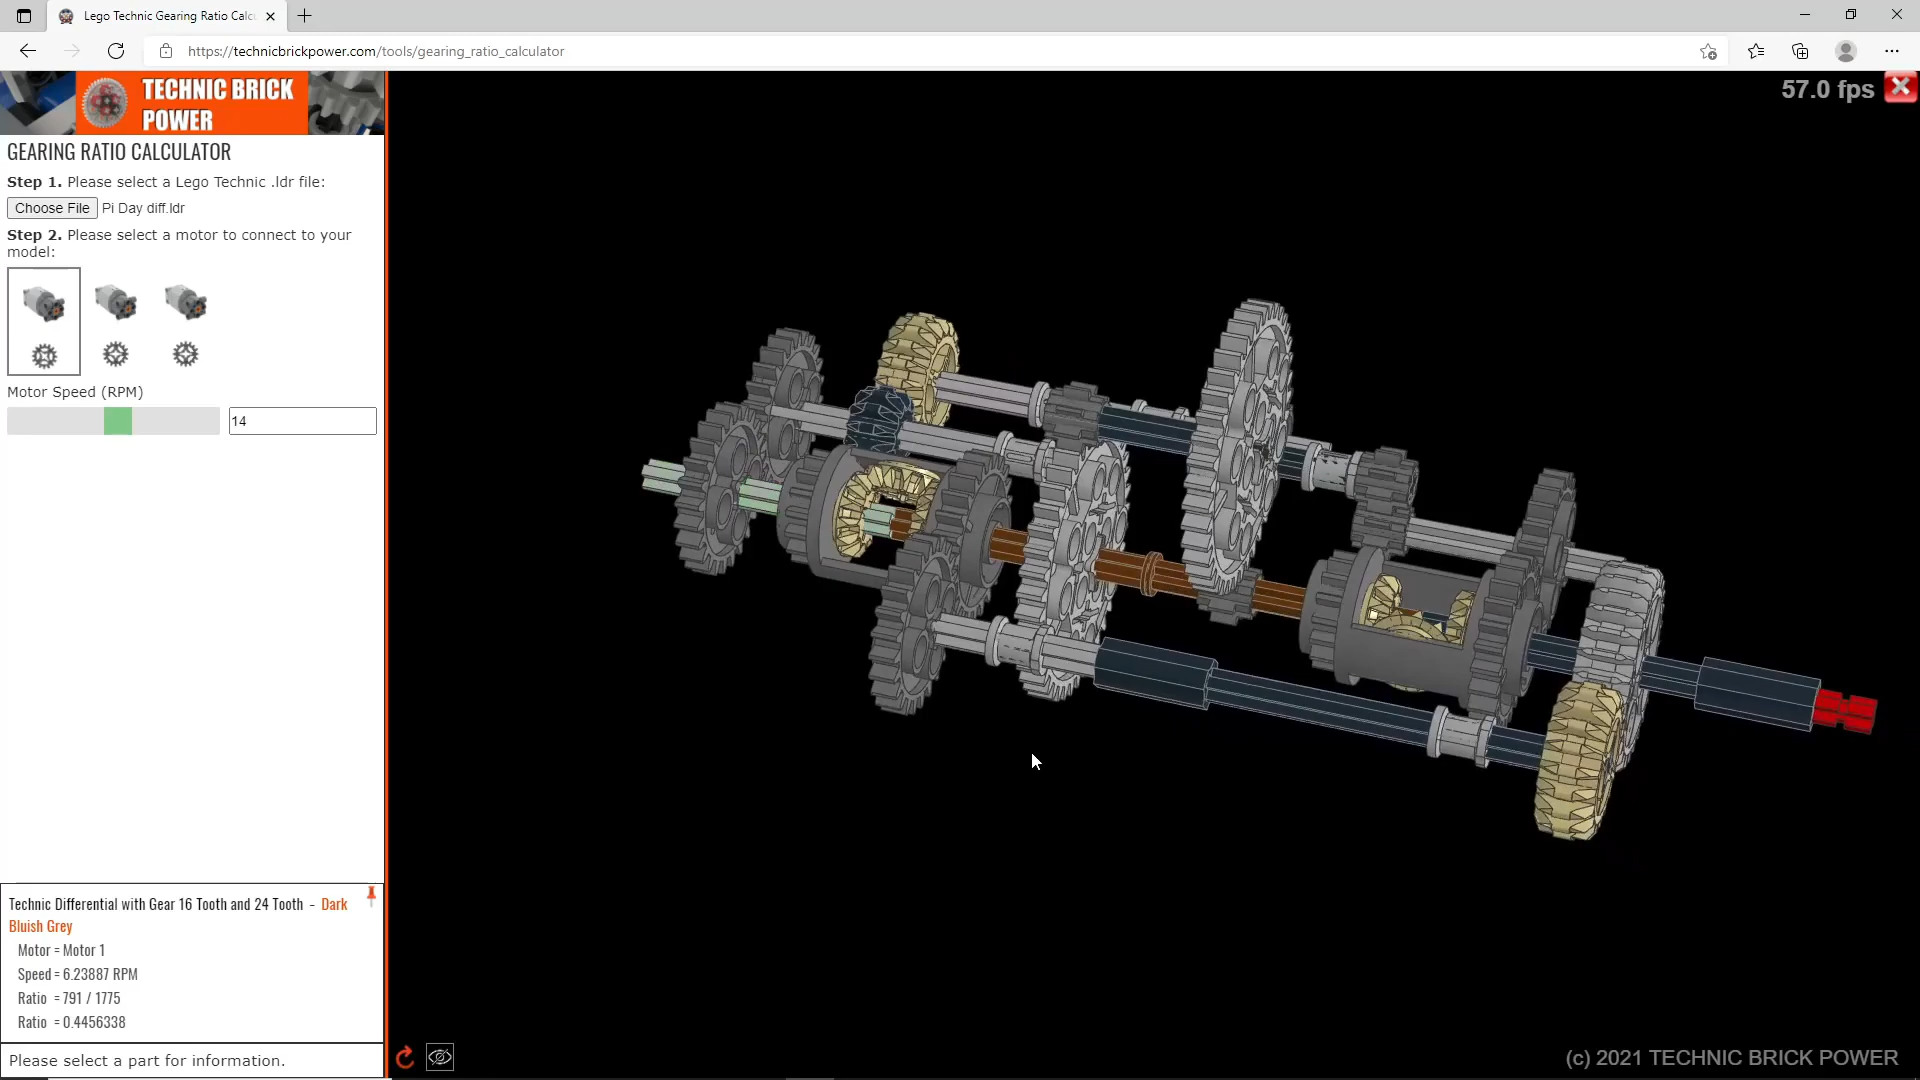 Lego Technic Gearing Ratio Calc
https://technicbrickpower.com/tools/gearing_ratio_calculator
TECHNIC BRICK
POWER
57.0 fps
GEARING RATIO CALCULATOR
Step 1. Please select a Lego Technic .ldr file:
Choose File Pi Day diff.ldr
Step 2. Please select a motor to connect to your
model:
Motor Speed (RPM)
14
Technic Differential with Gear 16 Tooth and 24 Tooth - Dark
Bluish Grey
Motor = Motor 1
Speed = 6.23887 RPM
Ratio = 791 / 1775
Ratio = 0.4456338
Please select a part for information.
(c) 2021 TECHNIC BRICK POWER